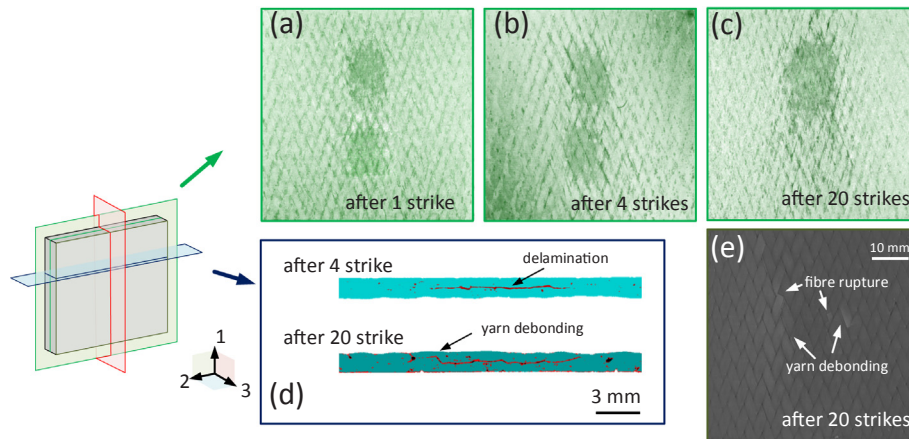 (a)
after 1 strike
(b)
after 4 strikes
(c)
after 20 strikes
1
2
3
after 4 strike
delamination
after 20 strike
yarn debonding
(d)
3 mm
(e)
10 mm
fibre rupture
yarn debonding
after 20 strikes